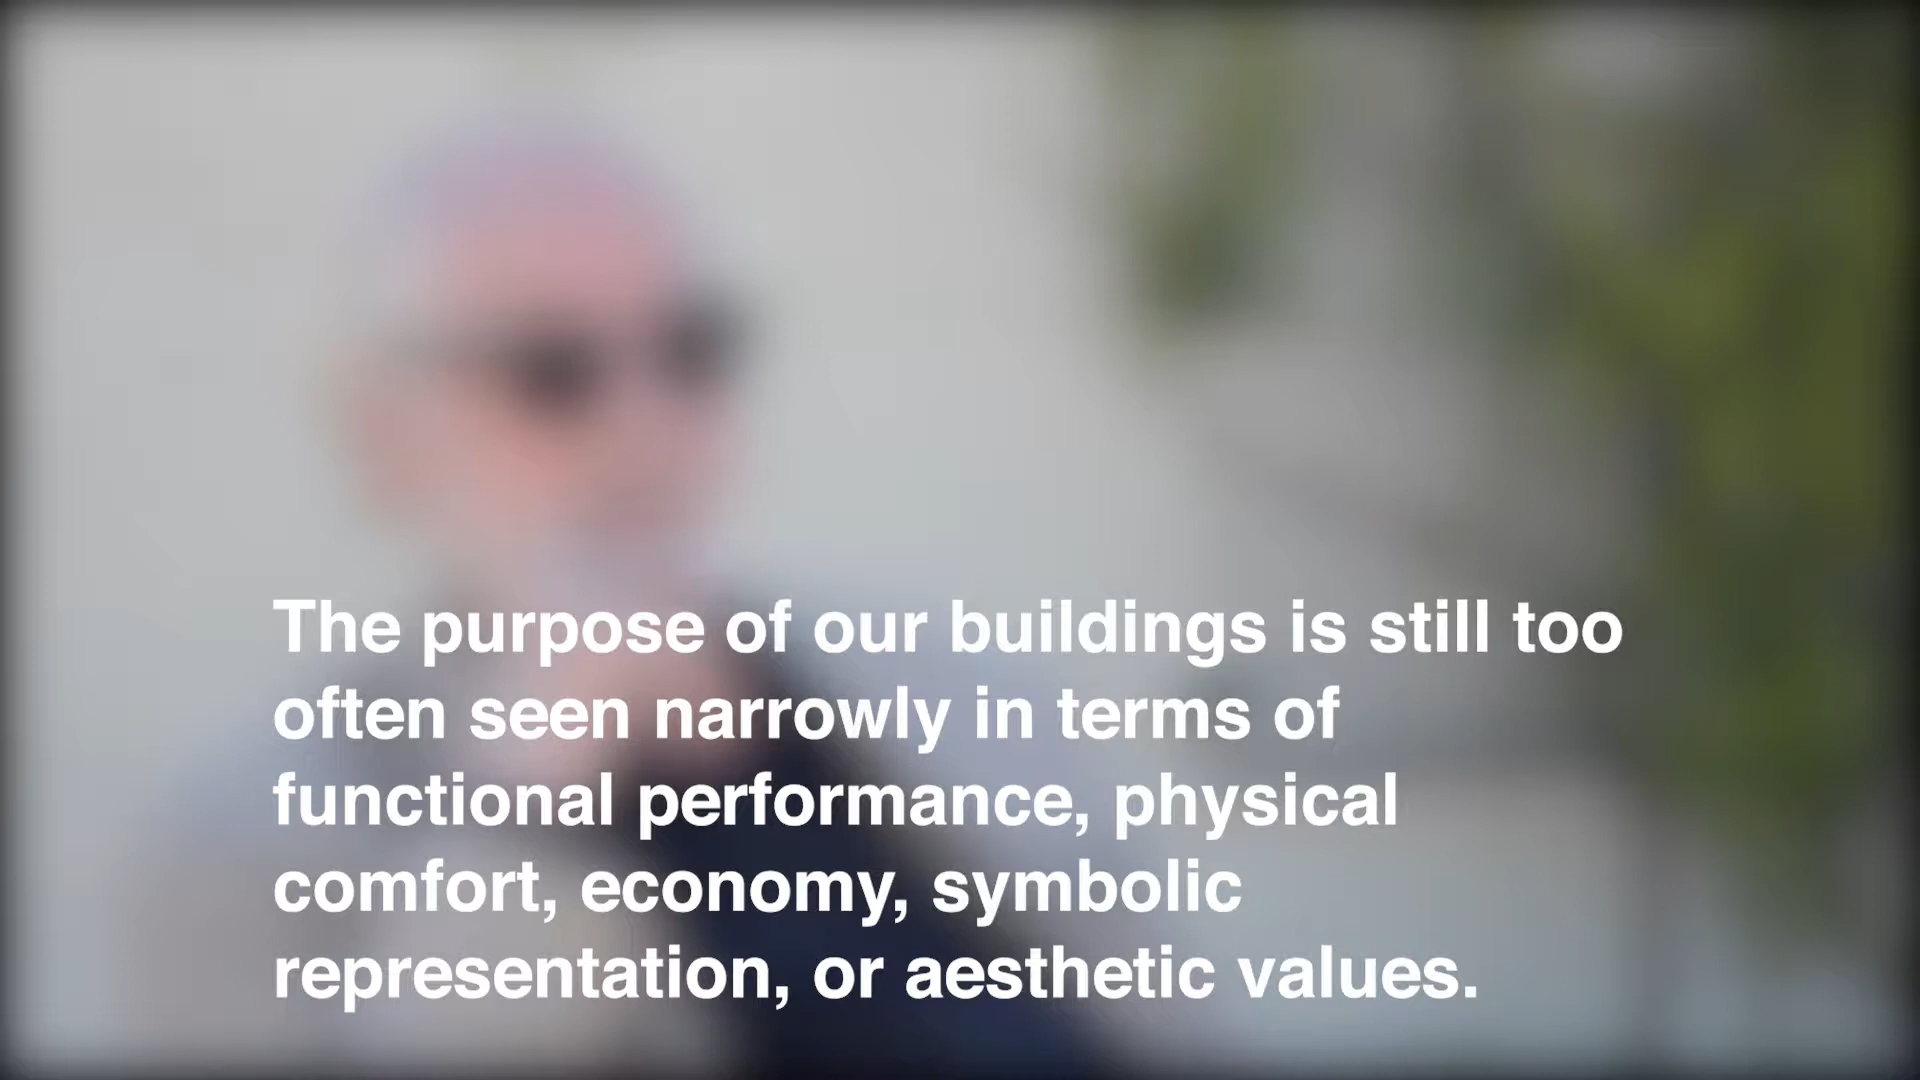 The purpose of our buildings is still too
often seen narrowly in terms of
functional performance, physical
comfort, economy, symbolic
representation, or aesthetic values.